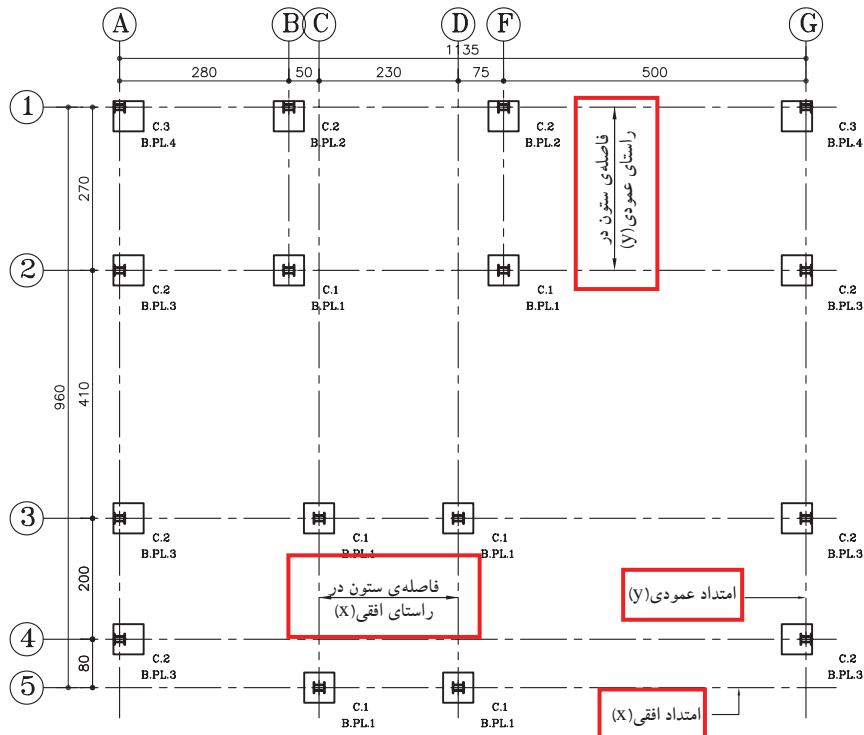 A B C D F G
1135
280 50 230 75 500
1
C.3 C.2 C.2 C.3
B.PL.4 B.PL.2 B.PL.2 B.PL.4
فاصله‌ی ستون در
راستای عمودی(y)
270
2
C.2 C.1 C.1 C.2
B.PL.3 B.PL.1 B.PL.1 B.PL.3
960
410
3
C.2 C.1 C.1 C.2
B.PL.3 B.PL.1 B.PL.1 B.PL.3
200
فاصله‌ی ستون در
راستای افقی(x)
امتداد عمودی(y)
4
C.2 C.2
B.PL.3 B.PL.3
80
5
C.1 C.1
B.PL.1 B.PL.1
امتداد افقی(x)